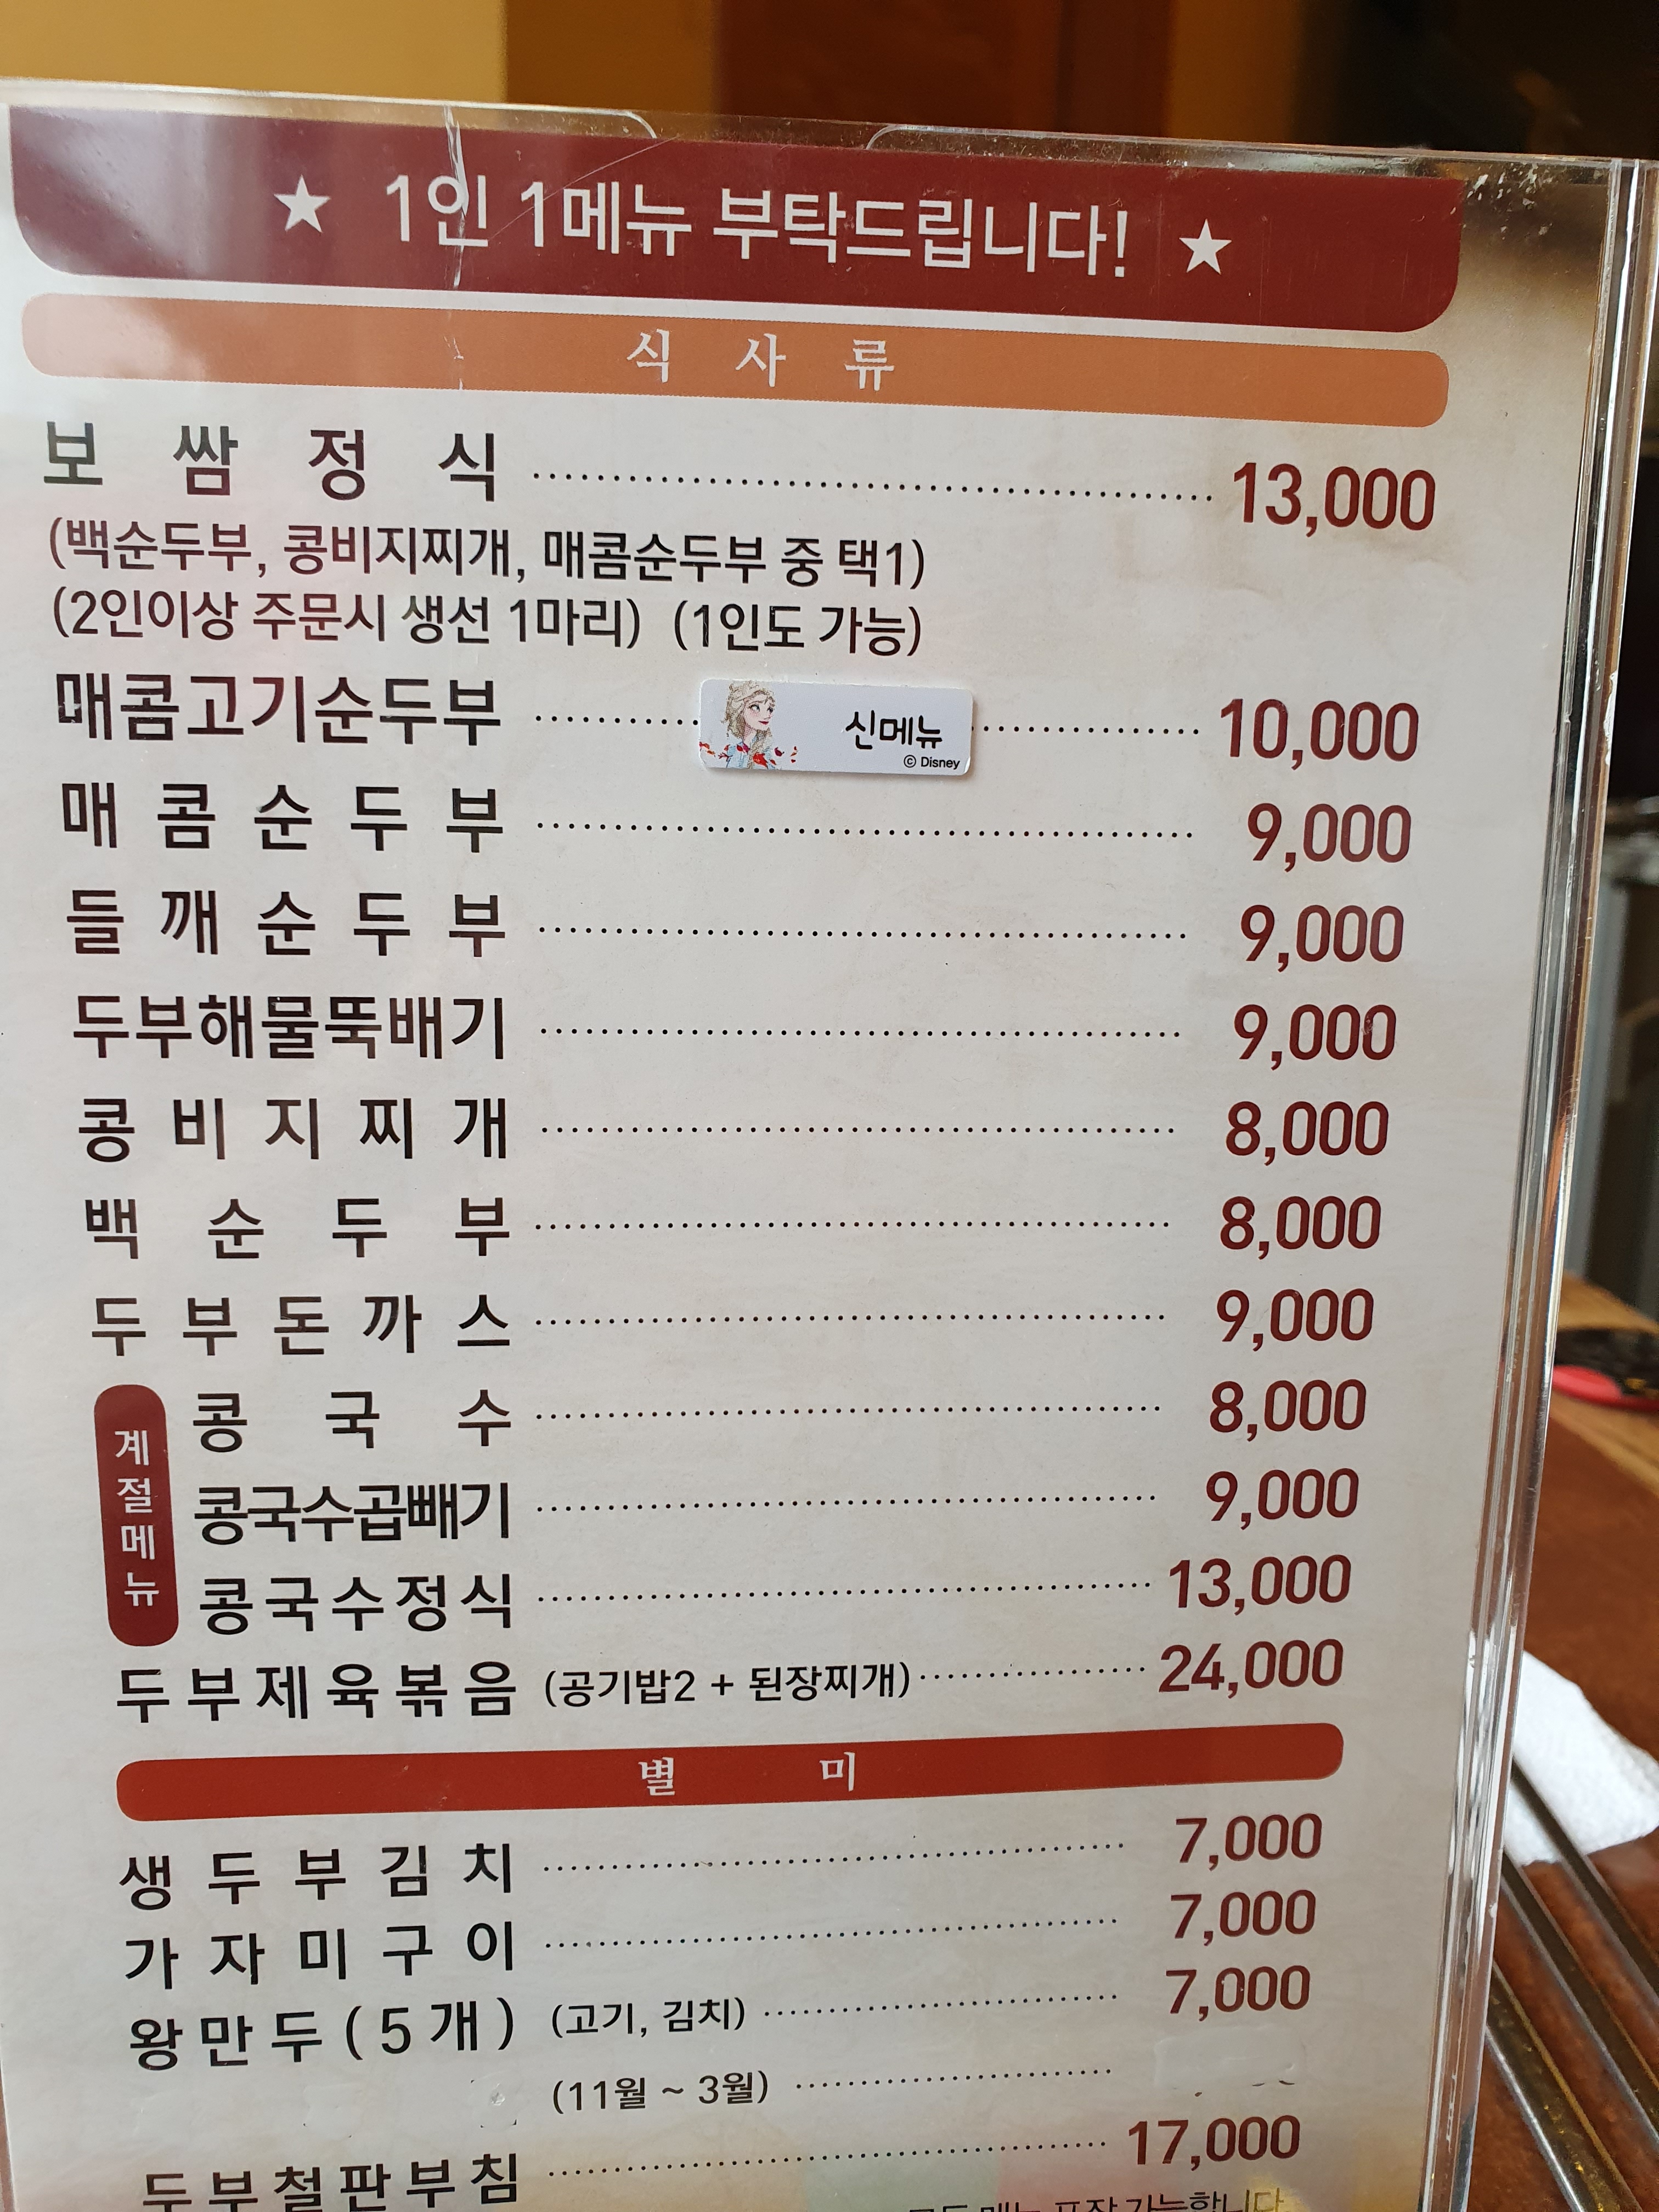 ★ 1인 1메뉴 부탁드립니다! ★
식사류
보쌈정식 13,000
(백순두부, 콩비지찌개, 매콤순두부 중 택1)
(2인이상 주문시 생선 1마리) (1인도 가능)
매콤고기순두부 신메뉴 10,000
© Disney
매콤순두부 9,000
들깨순두부 9,000
두부해물뚝배기 9,000
콩비지찌개 8,000
백순두부 8,000
두부돈까스 9,000
계절메뉴
콩국수 8,000
콩국수곱빼기 9,000
콩국수정식 13,000
두부제육볶음 (공기밥2 + 된장찌개) 24,000
별미
생두부김치 7,000
가자미구이 7,000
왕만두(5개) (고기, 김치) 7,000
(11월 ~ 3월)
두부철판부침 17,000
메뉴 포장 가능합니다